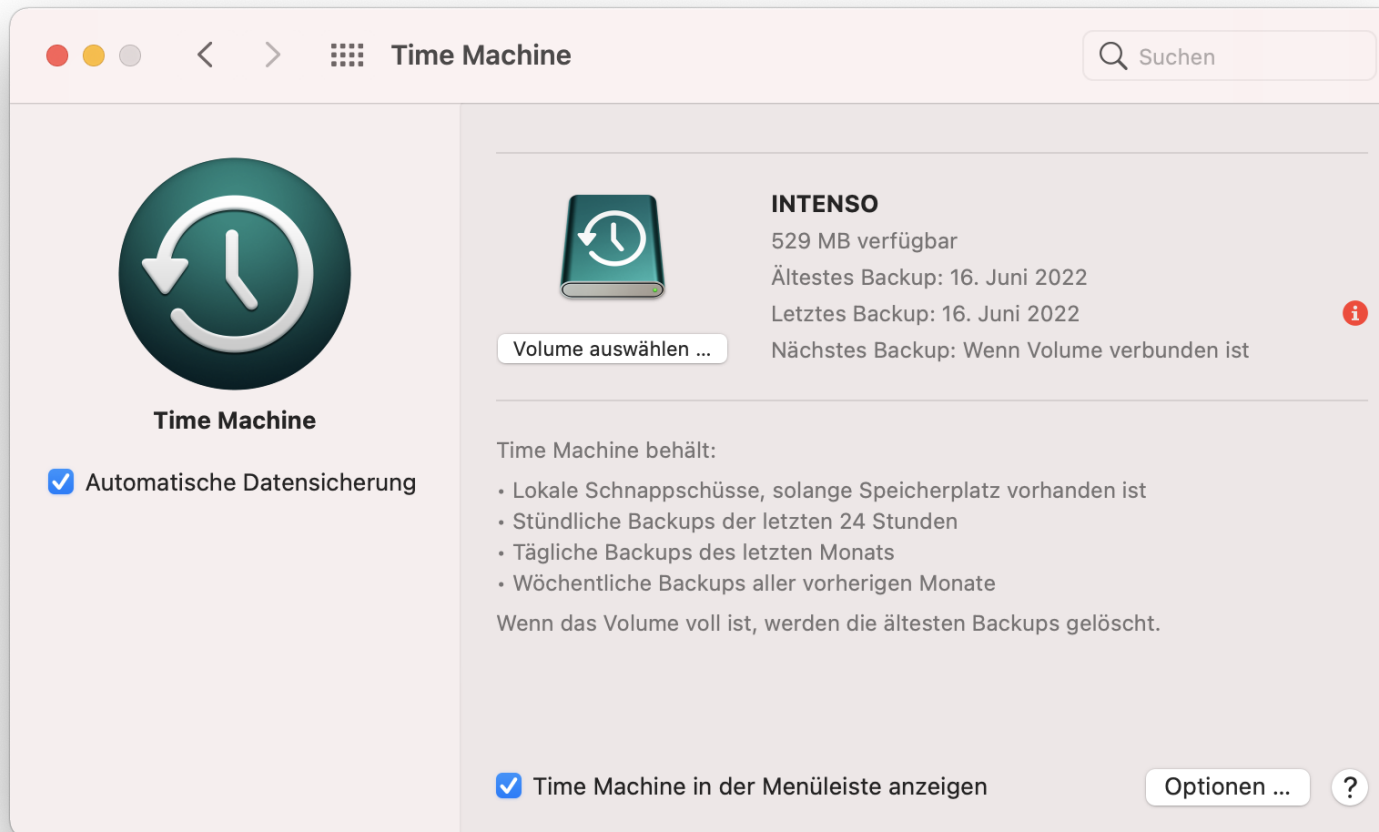 Time Machine
Suchen
INTENSO
529 MB verfügbar
Ältestes Backup: 16. Juni 2022
Letztes Backup: 16. Juni 2022
Nächstes Backup: Wenn Volume verbunden ist
Volume auswählen ...
Time Machine
Automatische Datensicherung
Time Machine behält:
• Lokale Schnappschüsse, solange Speicherplatz vorhanden ist
• Stündliche Backups der letzten 24 Stunden
• Tägliche Backups des letzten Monats
• Wöchentliche Backups aller vorherigen Monate
Wenn das Volume voll ist, werden die ältesten Backups gelöscht.
Time Machine in der Menüleiste anzeigen
Optionen ...
?